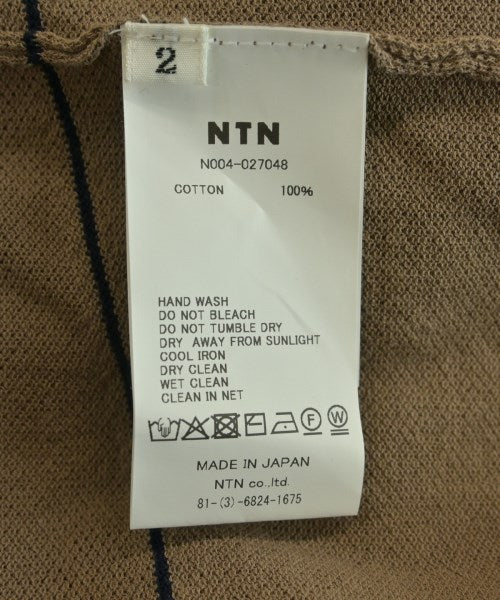 2
NTN
N004-027048
COTTON 100%
HAND WASH
DO NOT BLEACH
DO NOT TUMBLE DRY
DRY AWAY FROM SUNLIGHT
COOL IRON
DRY CLEAN
WET CLEAN
CLEAN IN NET
F W
MADE IN JAPAN
NTN co.,ltd.
81-(3)-6824-1675